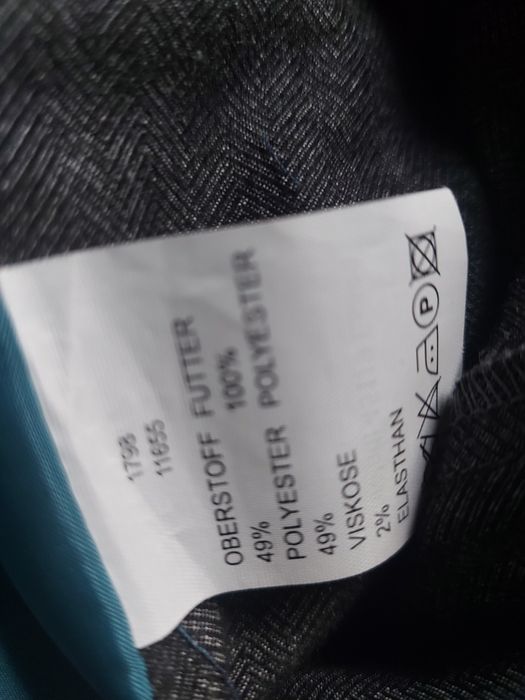 1798
11655
OBERSTOFF FUTTER
49% 100%
POLYESTER POLYESTER
49%
VISKOSE
2%
ELASTHAN
P